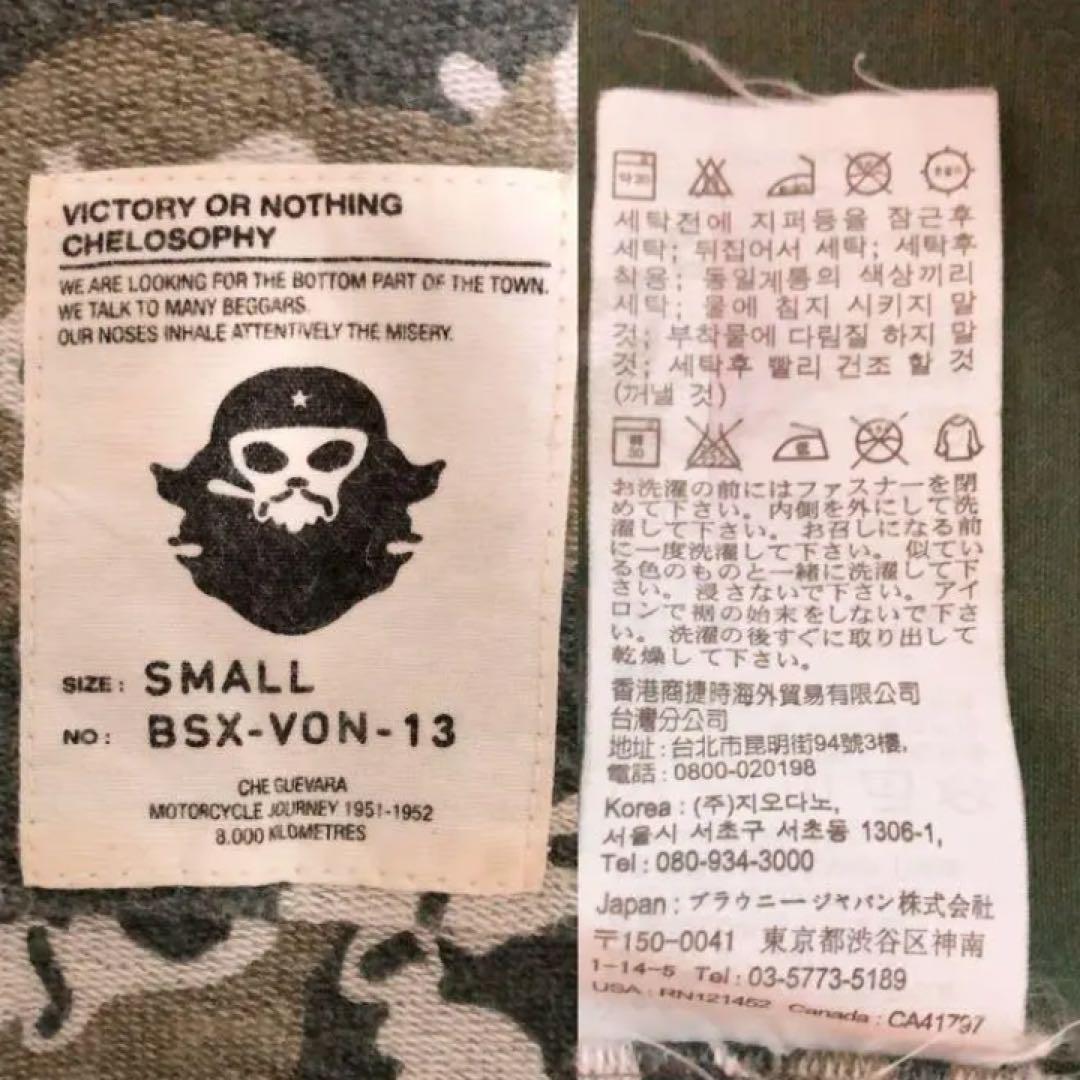 VICTORY OR NOTHING
CHELOSOPHY
WE ARE LOOKING FOR THE BOTTOM PART OF THE TOWN.
WE TALK TO MANY BEGGARS.
OUR NOSES INHALE ATTENTIVELY THE MISERY.
SIZE: SMALL
NO: BSX-VON-13
CHE GUEVARA
MOTORCYCLE JOURNEY 1951-1952
8.000 KILOMETRES
약30
세탁전에 지퍼등을 잠근후
세탁; 뒤집어서 세탁; 세탁후
착용; 동일계통의 색상끼리
세탁; 물에 침지 시키지 말
것; 부착물에 다림질 하지 말
것; 세탁후 빨리 건조 할 것
(꺼낼 것)
30
低
お洗濯の前にはファスナーを閉
めて下さい。内側を外にして洗
濯して下さい。お召しになる前
に一度洗濯して下さい。似てい
る色のものと一緒に洗濯して下
さい。浸さないで下さい。アイ
ロンで裾の始末をしないで下さ
い。洗濯の後すぐに取り出して
乾燥して下さい。
香港商捷時海外貿易有限公司
台灣分公司
地址:台北市昆明街94號3樓,
電話:0800-020198
Korea : (주)지오다노,
서울시 서초구 서초동 1306-1,
Tel : 080-934-3000
Japan : ブラウニージャパン株式会社
〒150-0041 東京都渋谷区神南
1-14-5 Tel : 03-5773-5189
USA : RN121452 Canada : CA41797